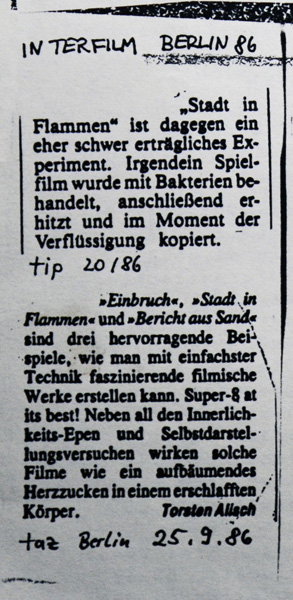 INTERFILM BERLIN 86
„Stadt in
Flammen“ ist dagegen ein
eher schwer erträgliches Ex-
periment. Irgendein Spiel-
film wurde mit Bakterien be-
handelt, anschließend er-
hitzt und im Moment der
Verflüssigung kopiert.
tip 20/86
»Einbruch«, »Stadt in
Flammen« und »Bericht aus Sand«
sind drei hervorragende Bei-
spiele, wie man mit einfachster
Technik faszinierende filmische
Werke erstellen kann. Super-8 at
its best! Neben all den Innerlich-
keits-Epen und Selbstdarstel-
lungsversuchen wirken solche
Filme wie ein aufbäumendes
Herzzucken in einem erschlafften
Körper. Torsten Alisch
taz Berlin 25.9.86